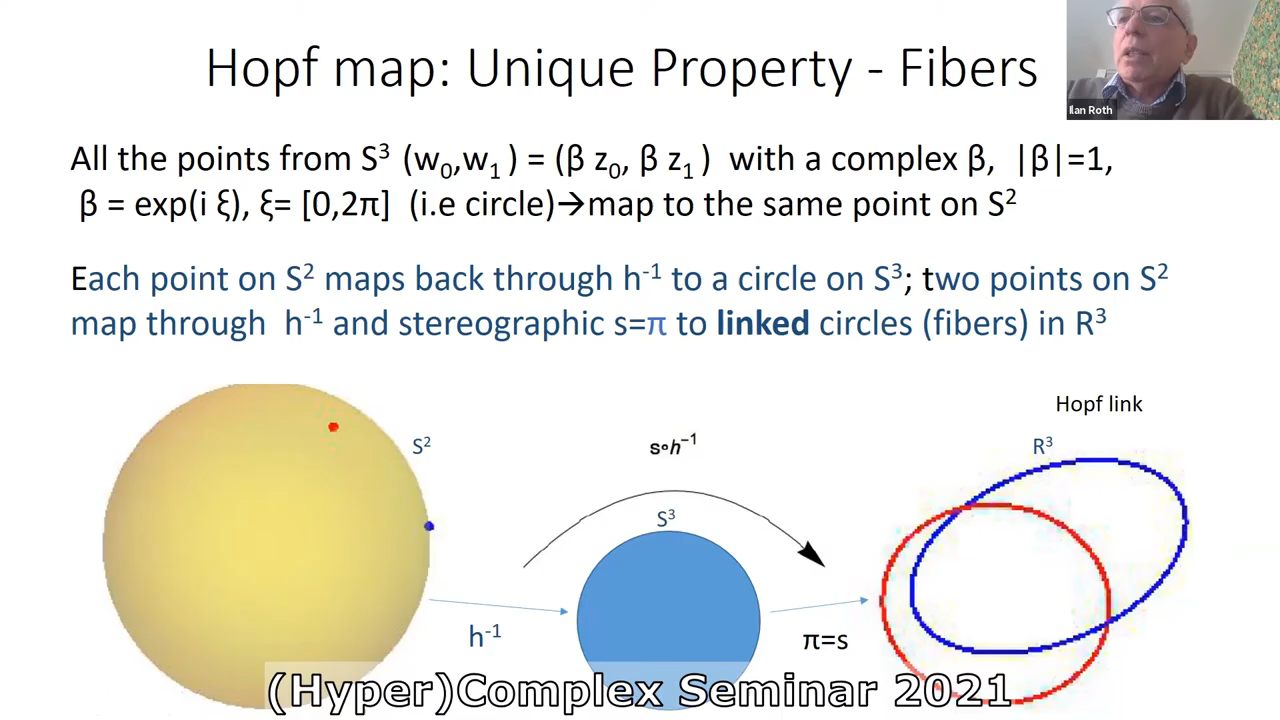 Hopf map: Unique Property - Fibers
Ilan Roth
All the points from S³ (w₀,w₁ ) = (β z₀, β z₁ ) with a complex β, |β|=1,
β = exp(i ξ), ξ= [0,2π] (i.e circle)→map to the same point on S²
Each point on S² maps back through h⁻¹ to a circle on S³; two points on S²
map through h⁻¹ and stereographic s=π to linked circles (fibers) in R³
Hopf link
S²
s∘h⁻¹
R³
S³
h⁻¹
π=s
(Hyper)Complex Seminar 2021